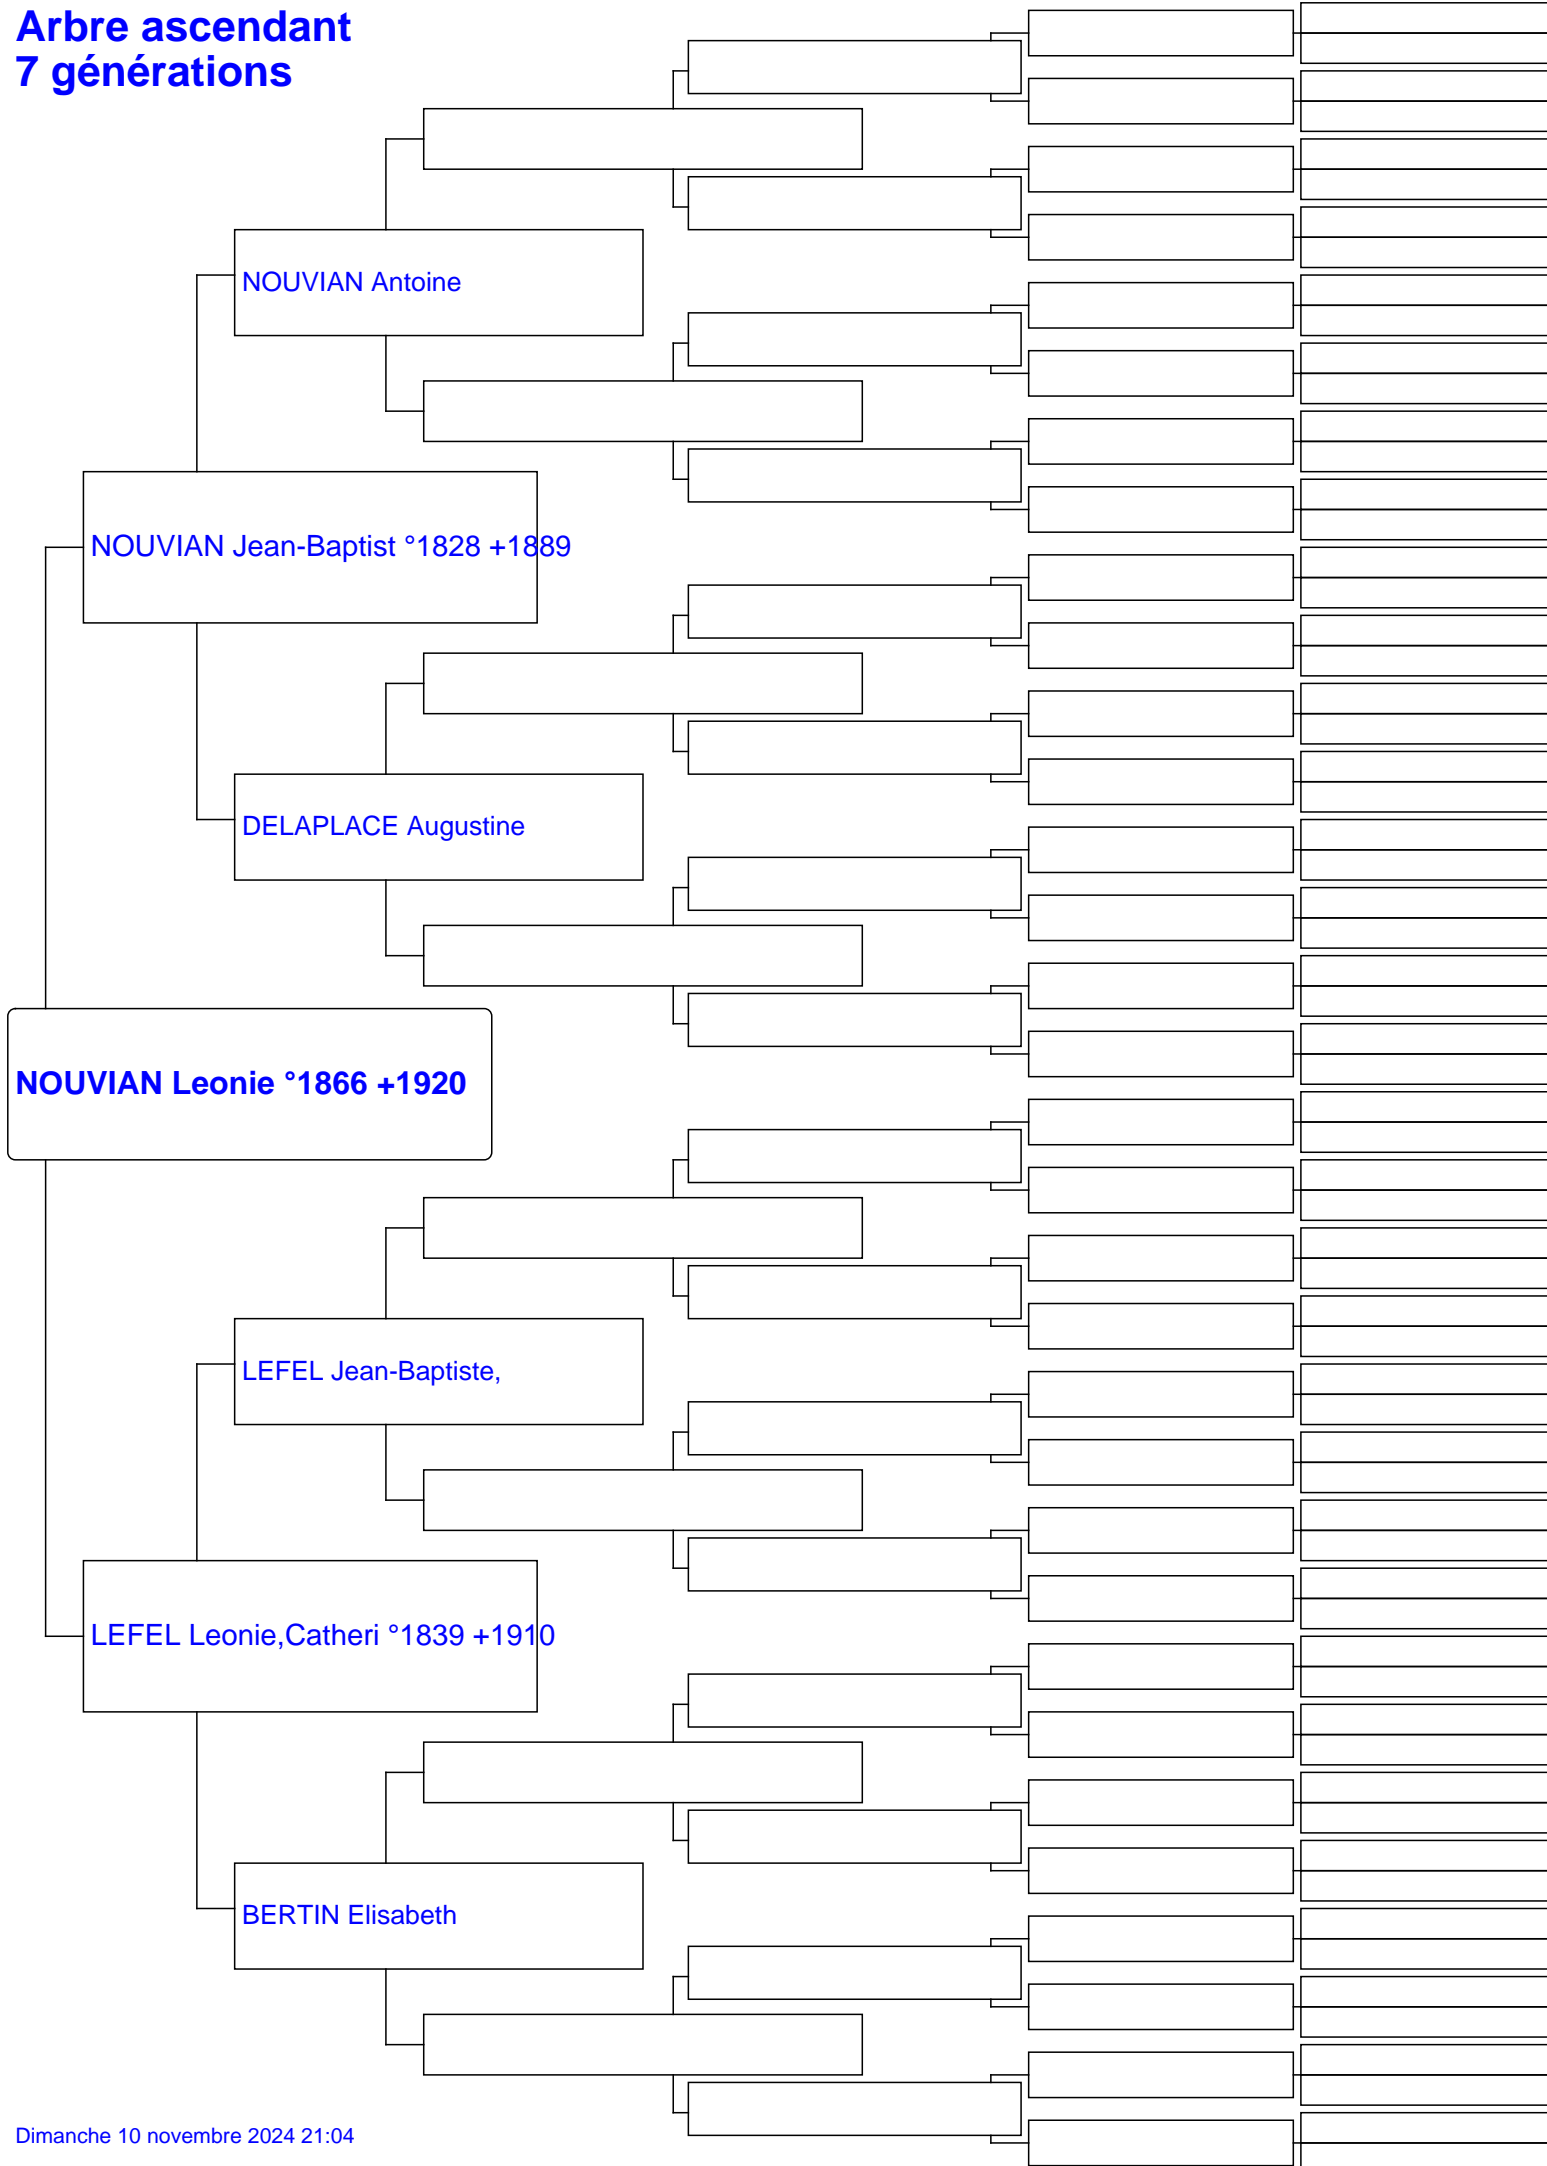 Arbre ascendant
7 générations
NOUVIAN Antoine
NOUVIAN Jean-Baptist °1828 +1889
DELAPLACE Augustine
NOUVIAN Leonie °1866 +1920
LEFEL Jean-Baptiste,
LEFEL Leonie,Catheri °1839 +1910
BERTIN Elisabeth
Dimanche 10 novembre 2024 21:04